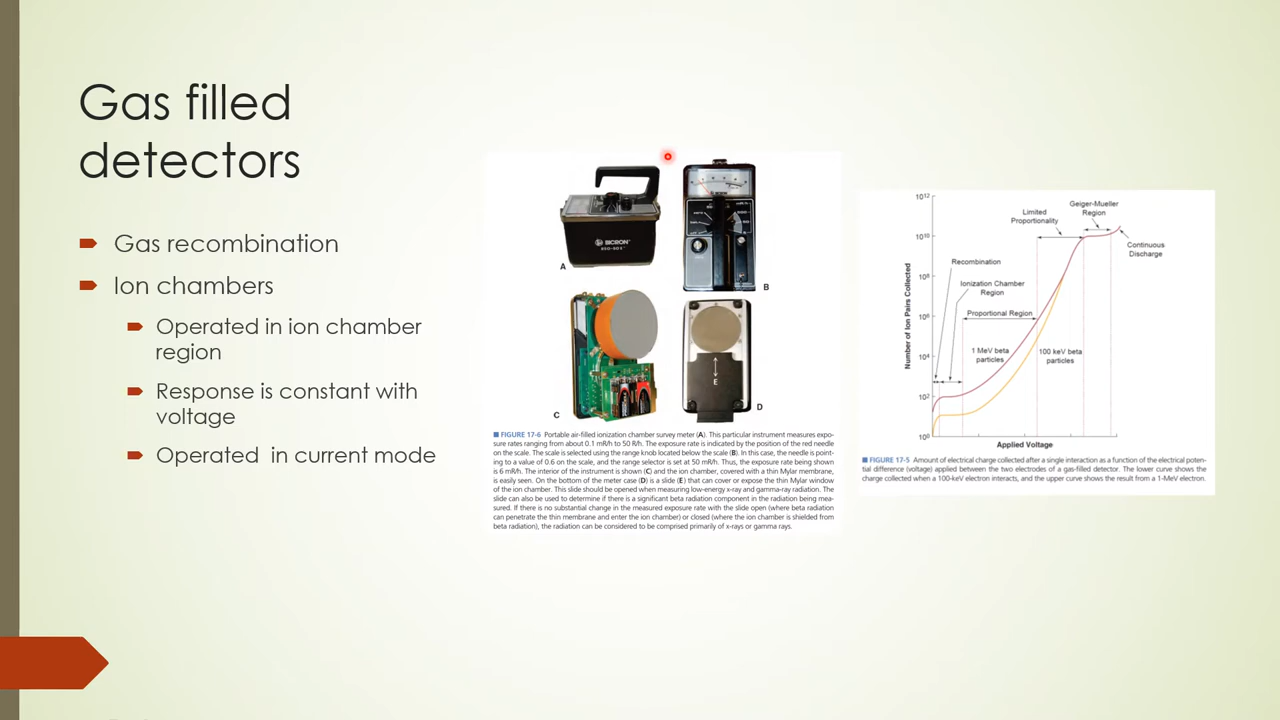 Gas filled
detectors
Gas recombination
Ion chambers
Operated in ion chamber
region
Response is constant with
voltage
Operated in current mode
BICRON
A
B
C
E
D
FIGURE 17-6 Portable air-filled ionization chamber survey meter (A). This particular instrument measures expo-
sure rates ranging from about 0.1 mR/h to 50 R/h. The exposure rate is indicated by the position of the red needle
on the scale. The scale is selected using the range knob located below the scale (B). In this case, the needle is point-
ing to a value of 0.6 on the scale, and the range selector is set at 50 mR/h. Thus, the exposure rate being shown
is 6 mR/h. The interior of the instrument is shown (C) and the ion chamber, covered with a thin Mylar membrane,
is easily seen. On the bottom of the meter case (D) is a slide (E) that can cover or expose the thin Mylar window
of the ion chamber. This slide should be opened when measuring low-energy x-ray and gamma-ray radiation. The
slide can also be used to determine if there is a significant beta radiation component in the radiation being mea-
sured. If there is no substantial change in the measured exposure rate with the slide open (where beta radiation
can penetrate the thin membrane and enter the ion chamber) or closed (where the ion chamber is shielded from
beta radiation), the radiation can be considered to be comprised primarily of x-rays or gamma rays.
Number of Ion Pairs Collected
10¹²
10¹⁰
10⁸
10⁶
10⁴
10²
10⁰
Geiger-Mueller
Region
Limited
Proportionality
Continuous
Discharge
Recombination
Ionization Chamber
Region
Proportional Region
1 MeV beta
particles
100 keV beta
particles
Applied Voltage
FIGURE 17-5 Amount of electrical charge collected after a single interaction as a function of the electrical poten-
tial difference (voltage) applied between the two electrodes of a gas-filled detector. The lower curve shows the
charge collected when a 100-keV electron interacts, and the upper curve shows the result from a 1-MeV electron.